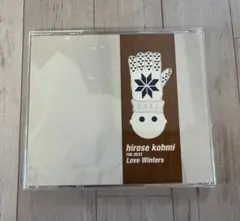 hirose kohmi
THE BEST
Love Winters